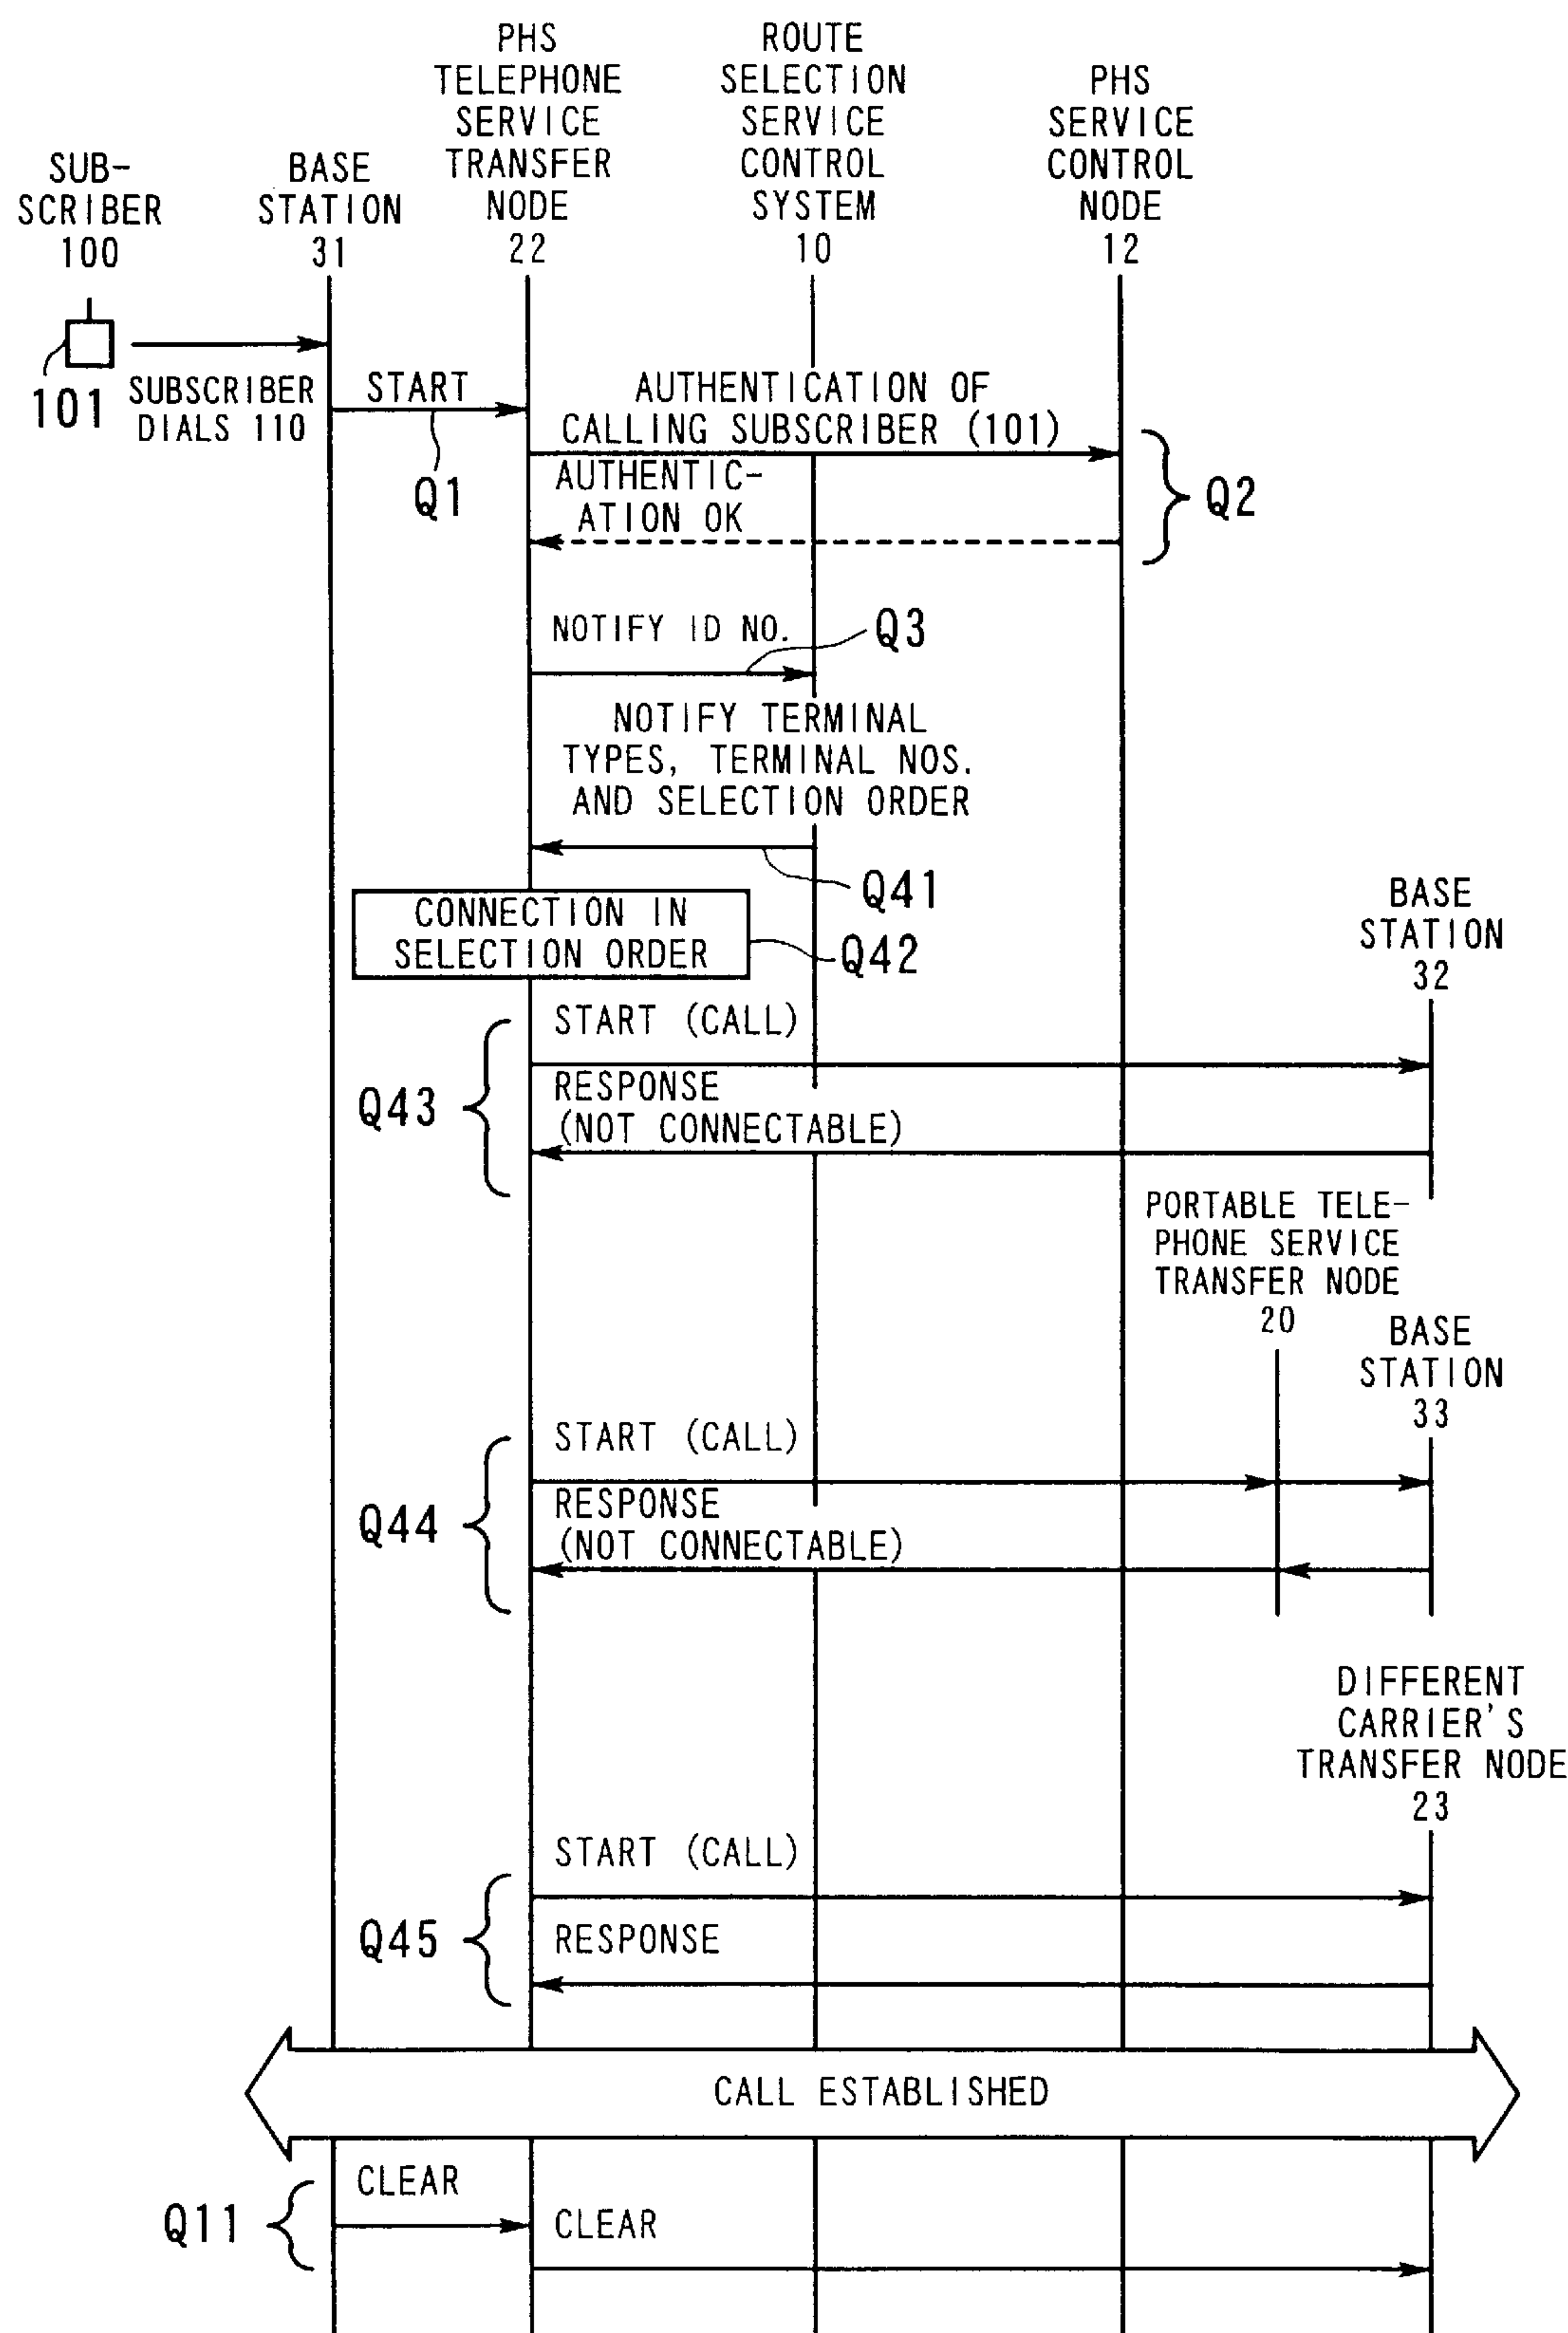 SUB-
SCRIBER
100
BASE
STATION
31
PHS
TELEPHONE
SERVICE
TRANSFER
NODE
22
ROUTE
SELECTION
SERVICE
CONTROL
SYSTEM
10
PHS
SERVICE
CONTROL
NODE
12
101
SUBSCRIBER
DIALS 110
START
Q1
AUTHENTICATION OF
CALLING SUBSCRIBER (101)
AUTHENTIC-
ATION OK
Q2
NOTIFY ID NO.
Q3
NOTIFY TERMINAL
TYPES, TERMINAL NOS.
AND SELECTION ORDER
Q41
CONNECTION IN
SELECTION ORDER
Q42
BASE
STATION
32
START (CALL)
Q43
RESPONSE
(NOT CONNECTABLE)
PORTABLE TELE-
PHONE SERVICE
TRANSFER NODE
20
BASE
STATION
33
START (CALL)
Q44
RESPONSE
(NOT CONNECTABLE)
DIFFERENT
CARRIER'S
TRANSFER NODE
23
START (CALL)
Q45
RESPONSE
CALL ESTABLISHED
CLEAR
Q11
CLEAR